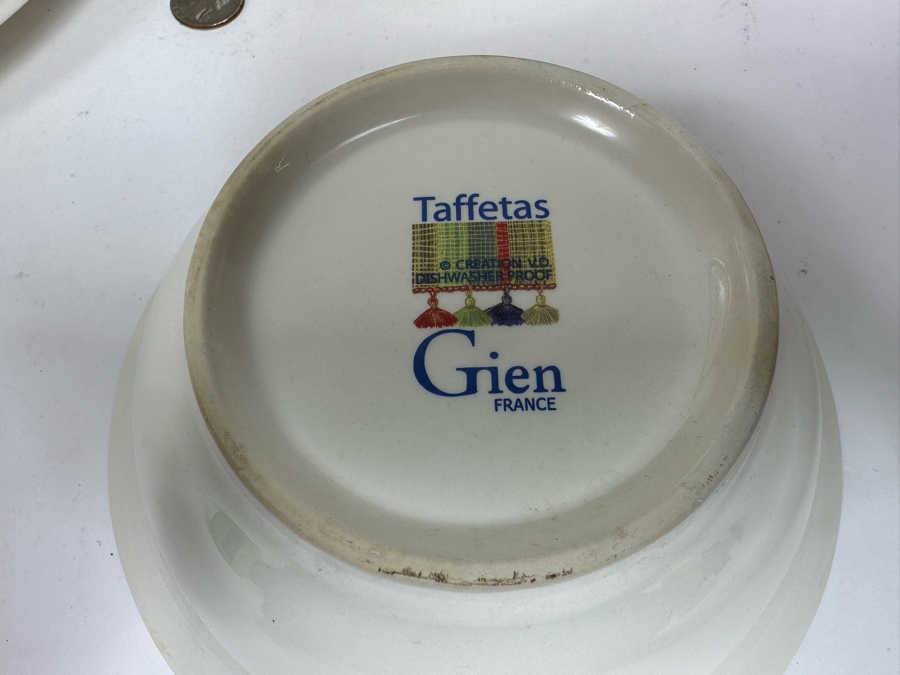 Taffetas
© CREATION V.D.
DISHWASHER PROOF
Gien
FRANCE